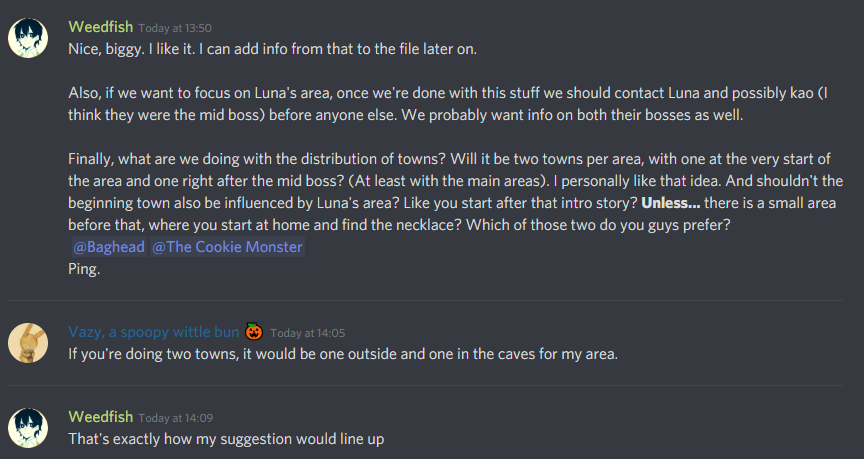 Weedfish Today at 13:50
Nice, biggy. I like it. I can add info from that to the file later on.
Also, if we want to focus on Luna's area, once we're done with this stuff we should contact Luna and possibly kao (I
think they were the mid boss) before anyone else. We probably want info on both their bosses as well.
Finally, what are we doing with the distribution of towns? Will it be two towns per area, with one at the very start of
the area and one right after the mid boss? (At least with the main areas). I personally like that idea. And shouldn't the
beginning town also be influenced by Luna's area? Like you start after that intro story? Unless... there is a small area
before that, where you start at home and find the necklace? Which of those two do you guys prefer?
@Baghead @The Cookie Monster
Ping.
Vazy, a spoopy wittle bun 🎃 Today at 14:05
If you're doing two towns, it would be one outside and one in the caves for my area.
Weedfish Today at 14:09
That's exactly how my suggestion would line up